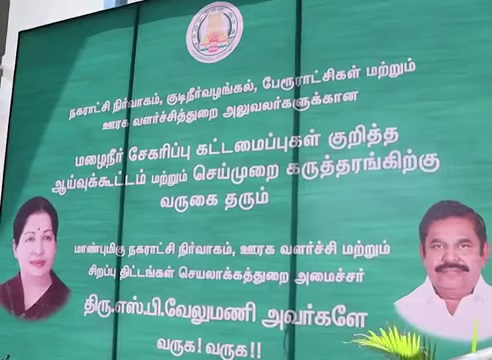 நகராட்சி நிர்வாகம், குடிநீர்வழங்கல், பேரூராட்சிகள் மற்றும்
ஊரக வளர்ச்சித்துறை அலுவலர்களுக்கான
மழைநீர் சேகரிப்பு கட்டமைப்புகள் குறித்த
ஆய்வுக்கூட்டம் மற்றும் செய்முறை கருத்தரங்கிற்கு
வருகை தரும்
மாண்புமிகு நகராட்சி நிர்வாகம், ஊரக வளர்ச்சி மற்றும்
சிறப்பு திட்டங்கள் செயலாக்கத்துறை அமைச்சர்
திரு.எஸ்.பி.வேலுமணி அவர்களே
வருக! வருக!!